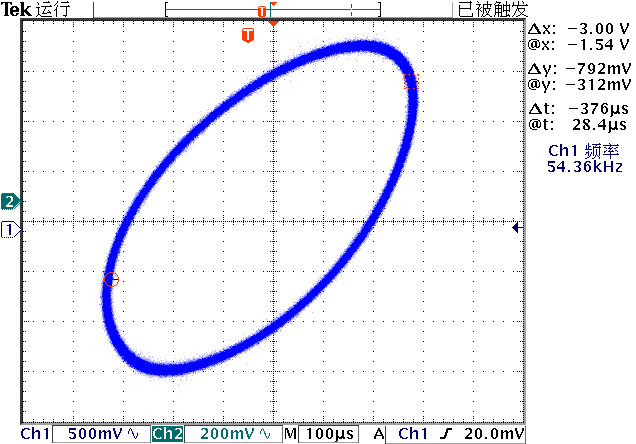 Tek 运行 T 已被触发
T
Δx: -3.00 V
@x: -1.54 V
Δy: -792mV
@y: -312mV
Δt: -376µs
@t: 28.4µs
Ch1 频率
54.36kHz
2
1
Ch1 500mV Ch2 200mV M 100µs A Ch1 20.0mV